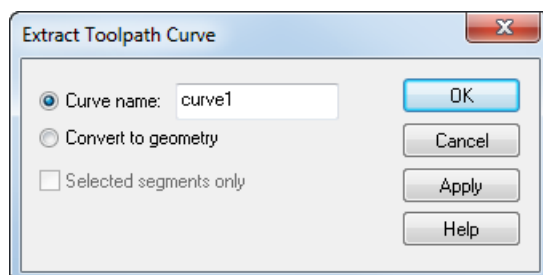 Extract Toolpath Curve
Curve name: curve1
OK
Convert to geometry
Cancel
Selected segments only
Apply
Help